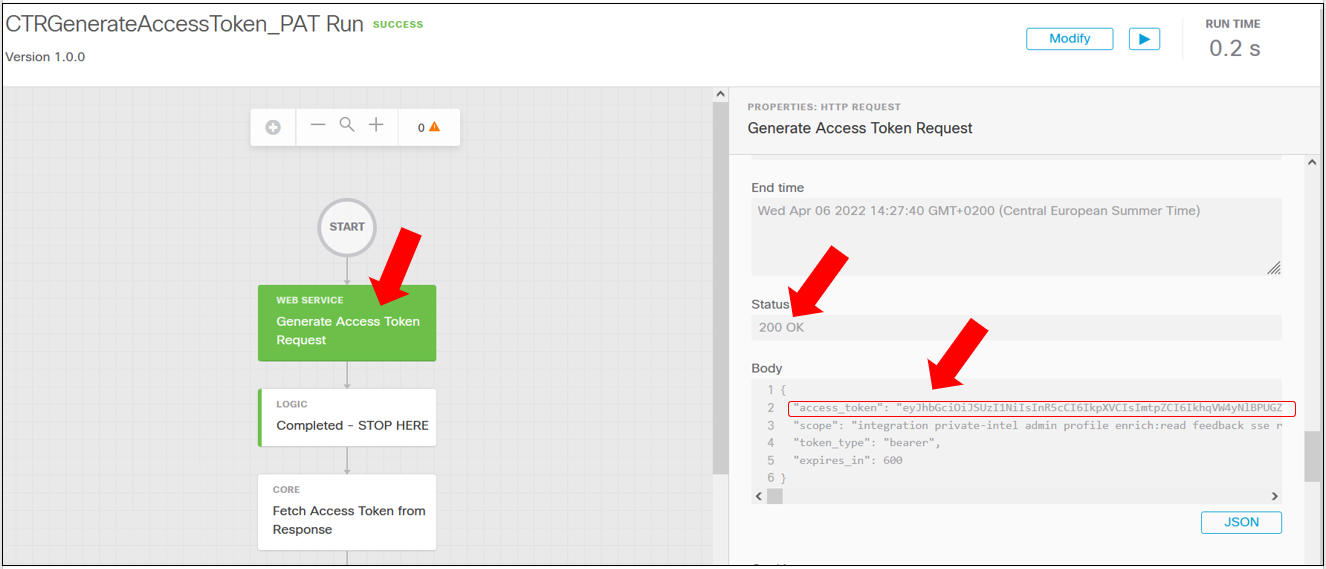 CTRGenerateAccessToken_PAT Run SUCCESS
Version 1.0.0
Modify
RUN TIME
0.2 s
0
START
WEB SERVICE
Generate Access Token
Request
LOGIC
Completed - STOP HERE
CORE
Fetch Access Token from
Response
PROPERTIES: HTTP REQUEST
Generate Access Token Request
End time
Wed Apr 06 2022 14:27:40 GMT+0200 (Central European Summer Time)
Status
200 OK
Body
1 {
2 "access_token": "eyJhbGciOiJSUzI1NiIsInR5cCI6IkpXVCIsImtpZCI6IkhqVW4yNlBPUGZ
3 "scope": "integration private-intel admin profile enrich:read feedback sse r
4 "token_type": "bearer",
5 "expires_in": 600
6 }
JSON